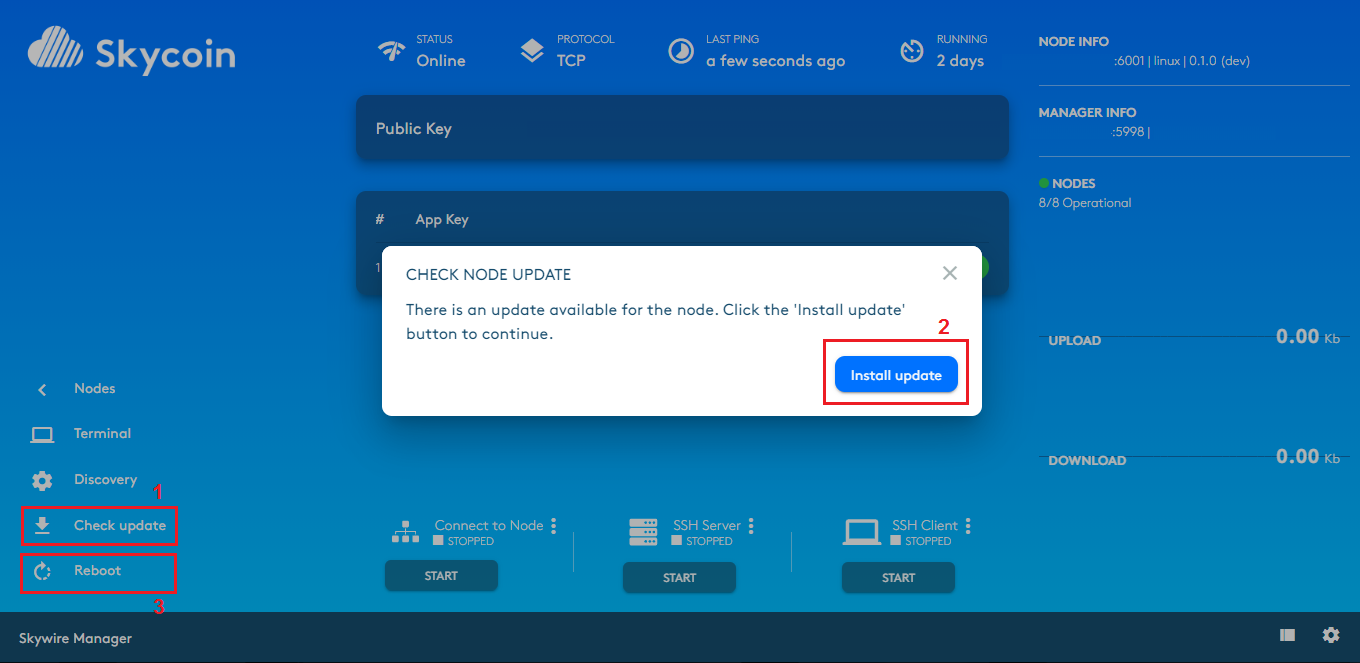 Skycoin
STATUS
Online
PROTOCOL
TCP
LAST PING
a few seconds ago
RUNNING
2 days
NODE INFO
:6001 | linux | 0.1.0 (dev)
MANAGER INFO
:5998 |
NODES
8/8 Operational
Public Key
# App Key
1
CHECK NODE UPDATE
There is an update available for the node. Click the 'Install update'
button to continue.
2
Install update
UPLOAD 0.00 Kb
DOWNLOAD 0.00 Kb
Nodes
Terminal
Discovery
1
Check update
Reboot
3
Connect to Node
STOPPED
START
SSH Server
STOPPED
START
SSH Client
STOPPED
START
Skywire Manager